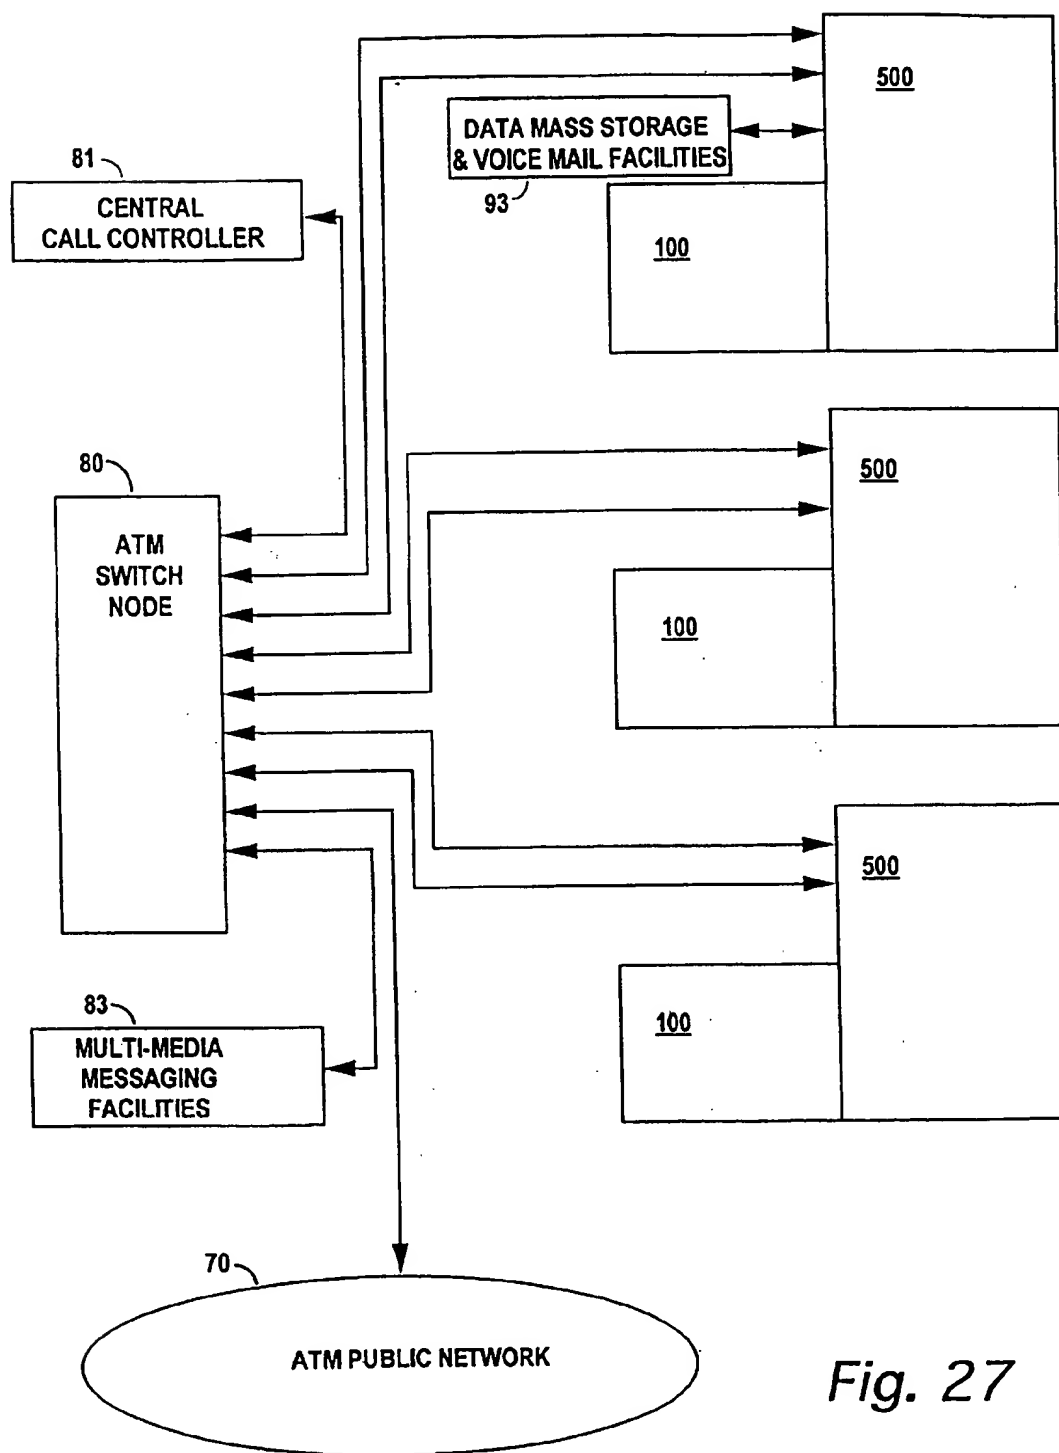 500
DATA MASS STORAGE
& VOICE MAIL FACILITIES
93
81
CENTRAL
CALL CONTROLLER
100
80
ATM
SWITCH
NODE
500
100
500
100
83
MULTI-MEDIA
MESSAGING
FACILITIES
70
ATM PUBLIC NETWORK
Fig. 27